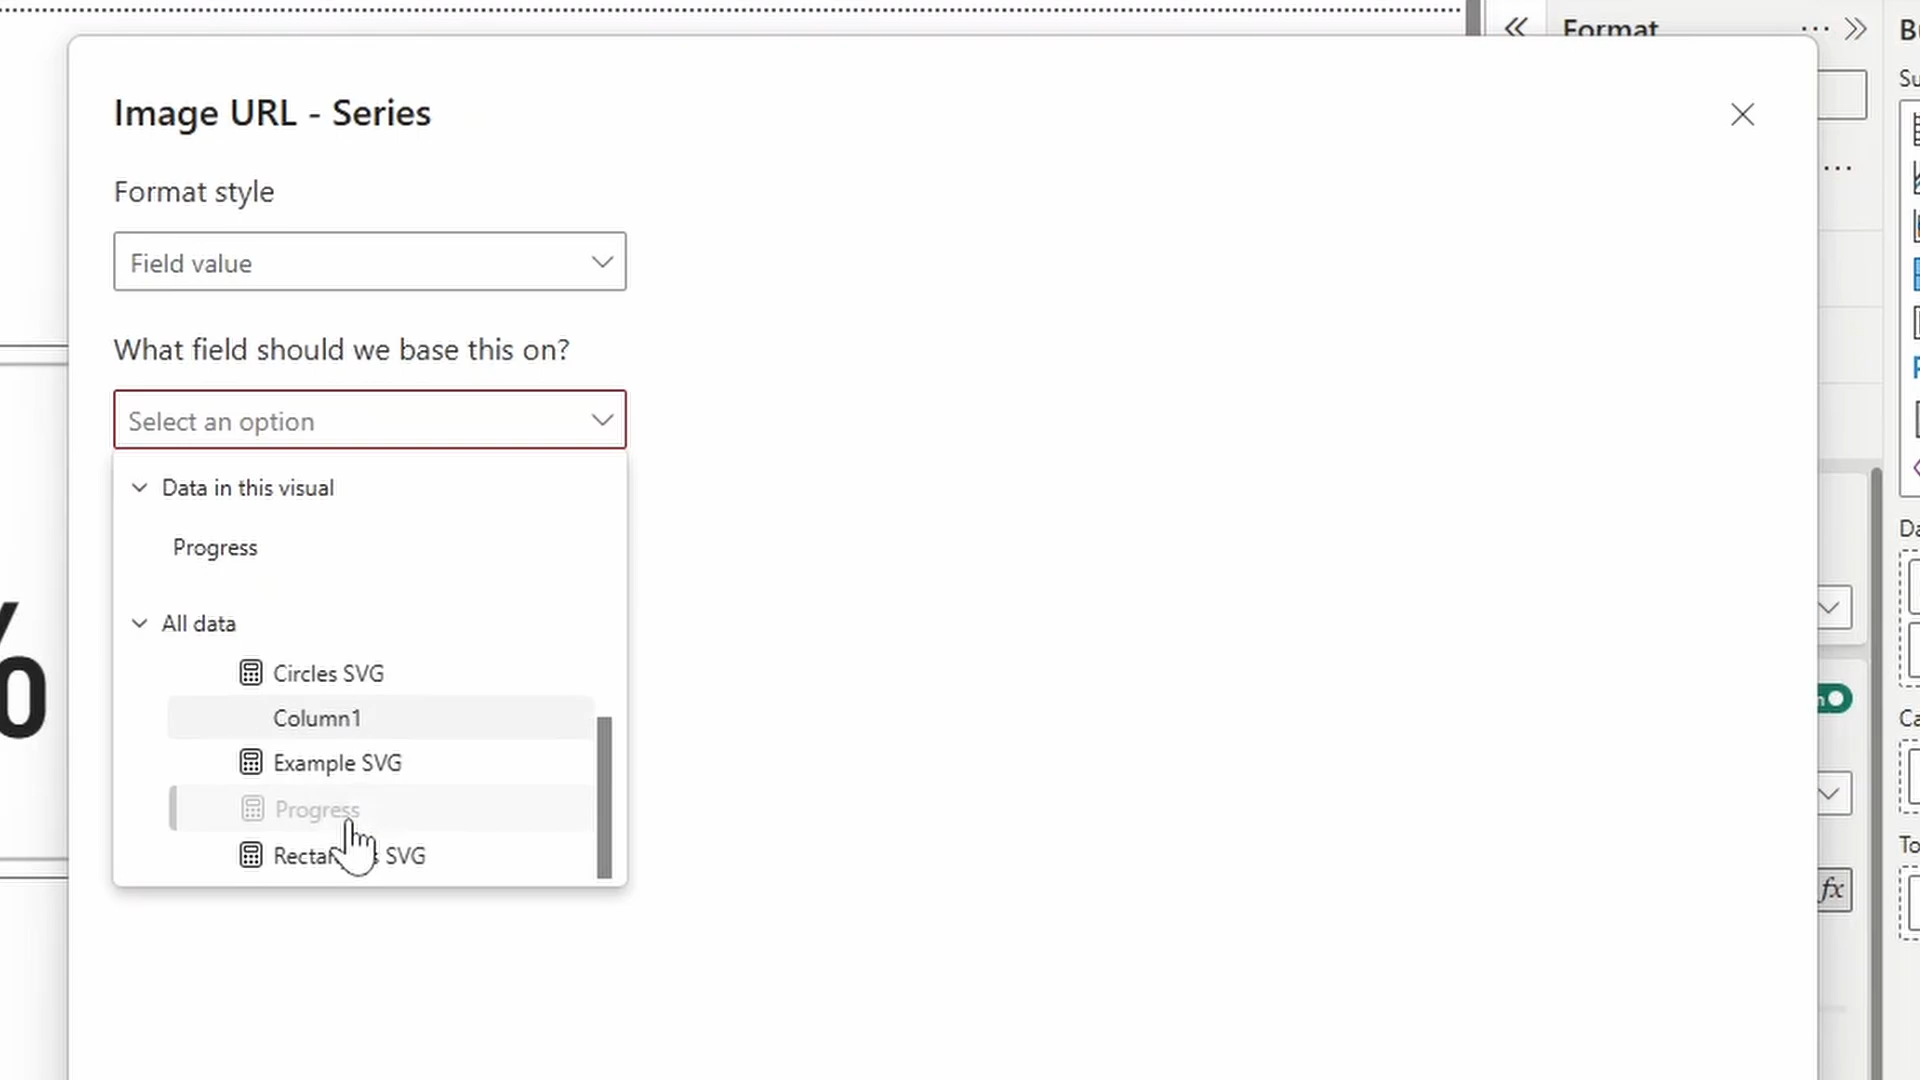 Format
Image URL - Series
Format style
Field value
What field should we base this on?
Select an option
Data in this visual
Progress
All data
Circles SVG
Column1
Example SVG
Progress
SVG
%
fx